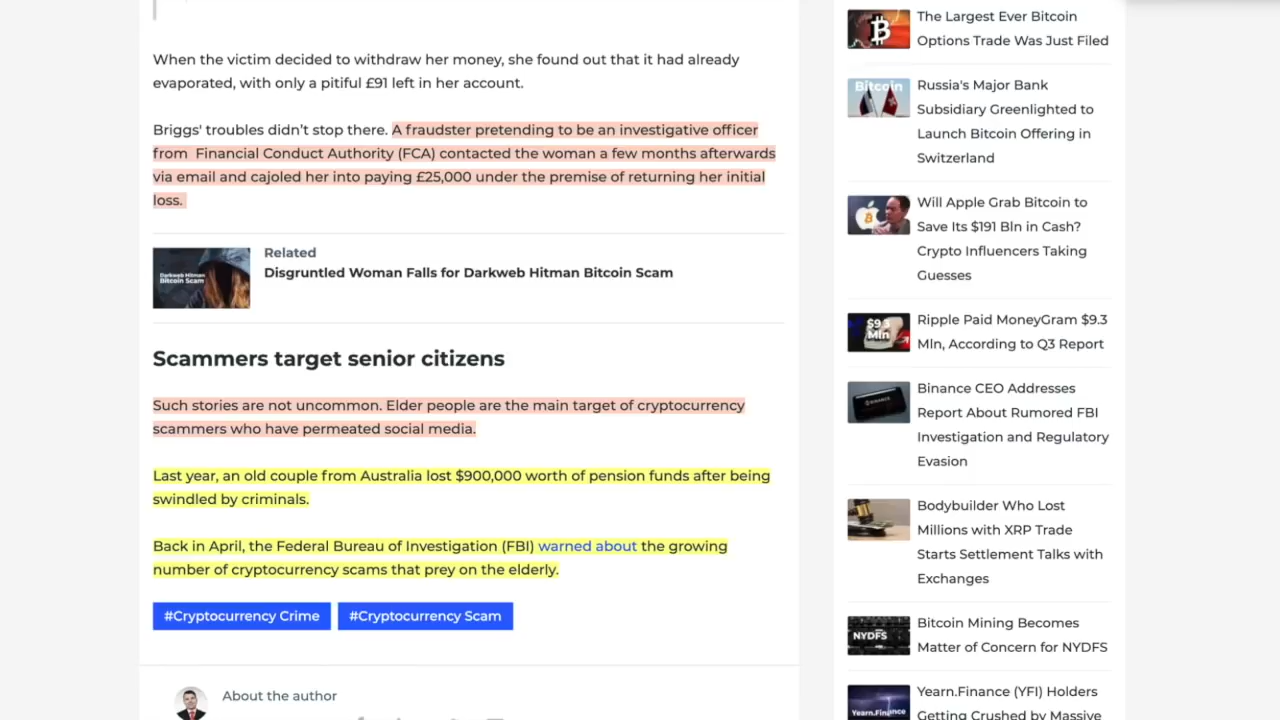 When the victim decided to withdraw her money, she found out that it had already
evaporated, with only a pitiful £91 left in her account.
Briggs' troubles didn’t stop there. A fraudster pretending to be an investigative officer
from Financial Conduct Authority (FCA) contacted the woman a few months afterwards
via email and cajoled her into paying £25,000 under the premise of returning her initial
loss.
Darkweb Hitman
Bitcoin Scam
Related
Disgruntled Woman Falls for Darkweb Hitman Bitcoin Scam
Scammers target senior citizens
Such stories are not uncommon. Elder people are the main target of cryptocurrency
scammers who have permeated social media.
Last year, an old couple from Australia lost $900,000 worth of pension funds after being
swindled by criminals.
Back in April, the Federal Bureau of Investigation (FBI) warned about the growing
number of cryptocurrency scams that prey on the elderly.
#Cryptocurrency Crime
#Cryptocurrency Scam
About the author
The Largest Ever Bitcoin
Options Trade Was Just Filed
Bitcoin
Russia's Major Bank
Subsidiary Greenlighted to
Launch Bitcoin Offering in
Switzerland
Will Apple Grab Bitcoin to
Save Its $191 Bln in Cash?
Crypto Influencers Taking
Guesses
$9.3
Mln
Ripple Paid MoneyGram $9.3
Mln, According to Q3 Report
BINANCE
Binance CEO Addresses
Report About Rumored FBI
Investigation and Regulatory
Evasion
Bodybuilder Who Lost
Millions with XRP Trade
Starts Settlement Talks with
Exchanges
NYDFS
Bitcoin Mining Becomes
Matter of Concern for NYDFS
Yearn.Finance
Yearn.Finance (YFI) Holders
Getting Crushed by Massive